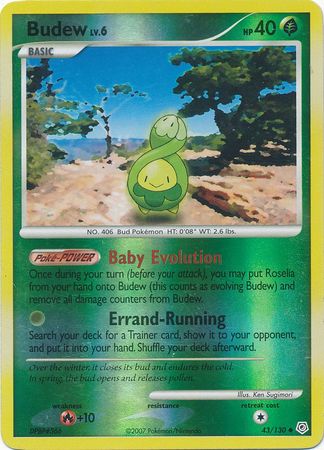 Budew LV.6 HP 40
BASIC
NO. 406 Bud Pokémon HT: 0'08" WT: 2.6 lbs.
Poké-POWER Baby Evolution
Once during your turn (before your attack), you may put Roselia
from your hand onto Budew (this counts as evolving Budew) and
remove all damage counters from Budew.
Errand-Running
Search your deck for a Trainer card, show it to your opponent,
and put it into your hand. Shuffle your deck afterward.
Over the winter, it closes its bud and endures the cold.
In spring, the bud opens and releases pollen.
Illus. Ken Sugimori
weakness resistance retreat cost
+10
©2007 Pokémon/Nintendo 43/130